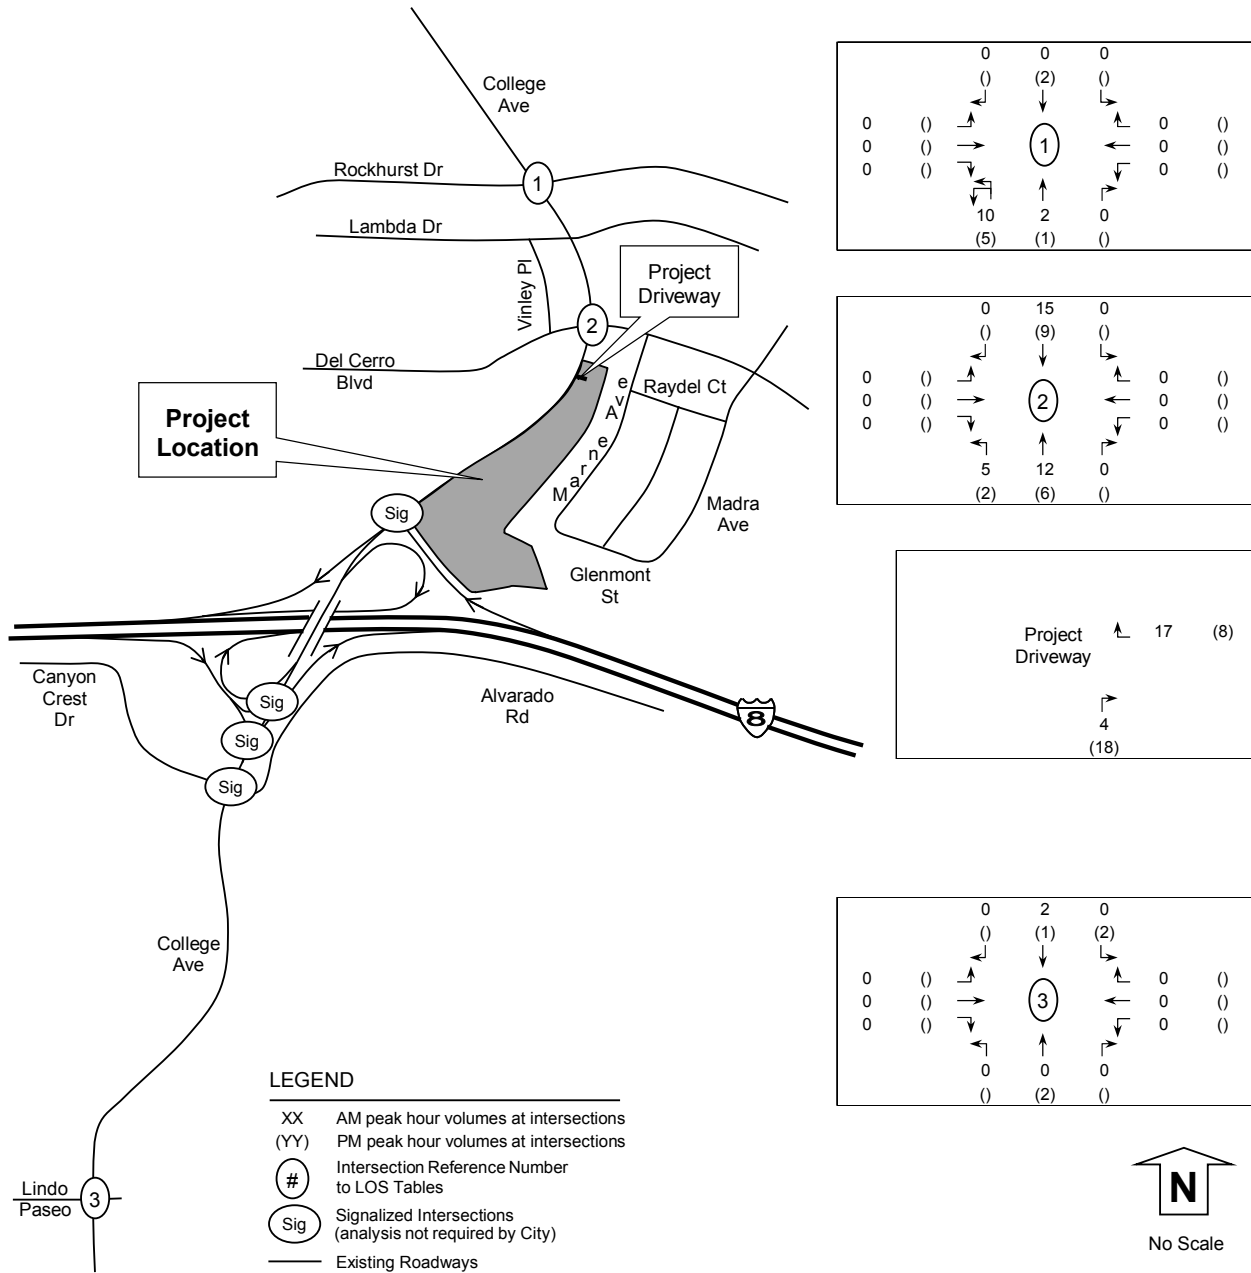 College
Ave
Rockhurst Dr
1
Lambda Dr
Vinley Pl
Project
Driveway
2
Del Cerro
Blvd
Raydel Ct
Marne Ave
Project
Location
Madra
Ave
Sig
Glenmont
St
Canyon
Crest
Dr
Alvarado
Rd
8
Sig
Sig
Sig
College
Ave
Lindo
Paseo
3
LEGEND
XX AM peak hour volumes at intersections
(YY) PM peak hour volumes at intersections
# Intersection Reference Number
to LOS Tables
Sig Signalized Intersections
(analysis not required by City)
Existing Roadways
0 0 0
() (2) ()
0 () 0 ()
0 () 1 0 ()
0 () 0 ()
10 2 0
(5) (1) ()
0 15 0
() (9) ()
0 () 0 ()
0 () 2 0 ()
0 () 0 ()
5 12 0
(2) (6) ()
Project
Driveway
17 (8)
4
(18)
0 2 0
() (1) (2)
0 () 0 ()
0 () 3 0 ()
0 () 0 ()
0 0 0
() (2) ()
N
No Scale